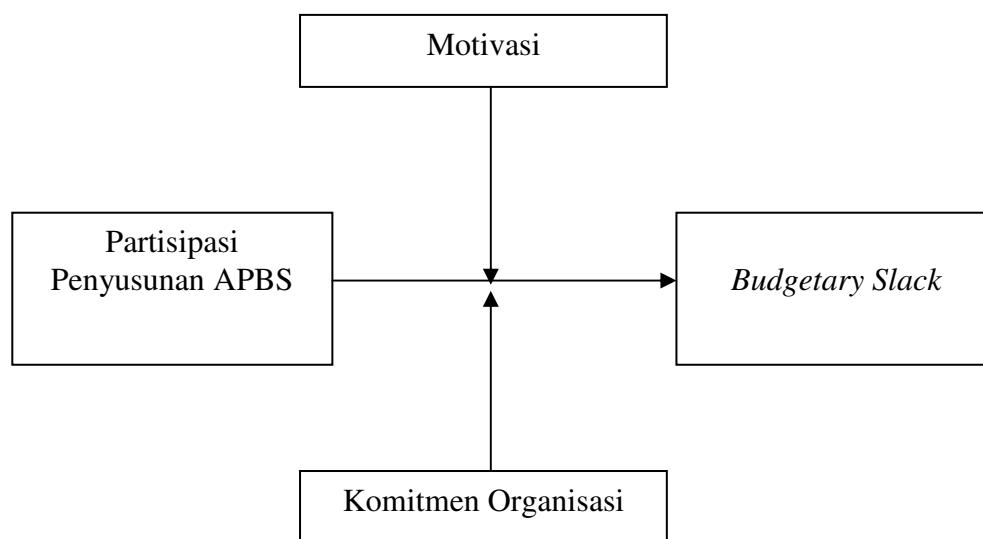 Motivasi
Partisipasi
Penyusunan APBS
Budgetary Slack
Komitmen Organisasi